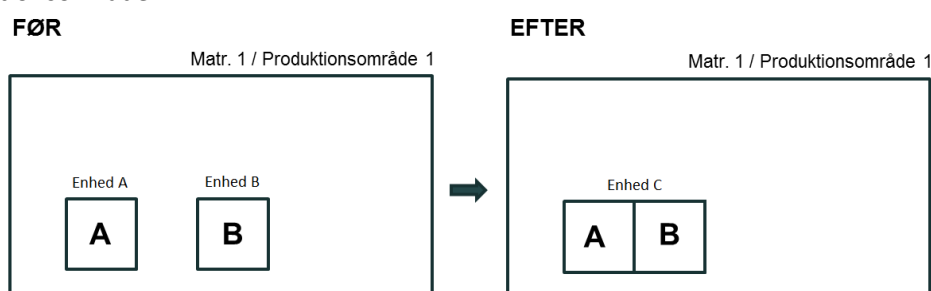 FØR
Matr. 1 / Produktionsområde 1
Enhed A
Enhed B
A
B
EFTER
Matr. 1 / Produktionsområde 1
Enhed C
A
B